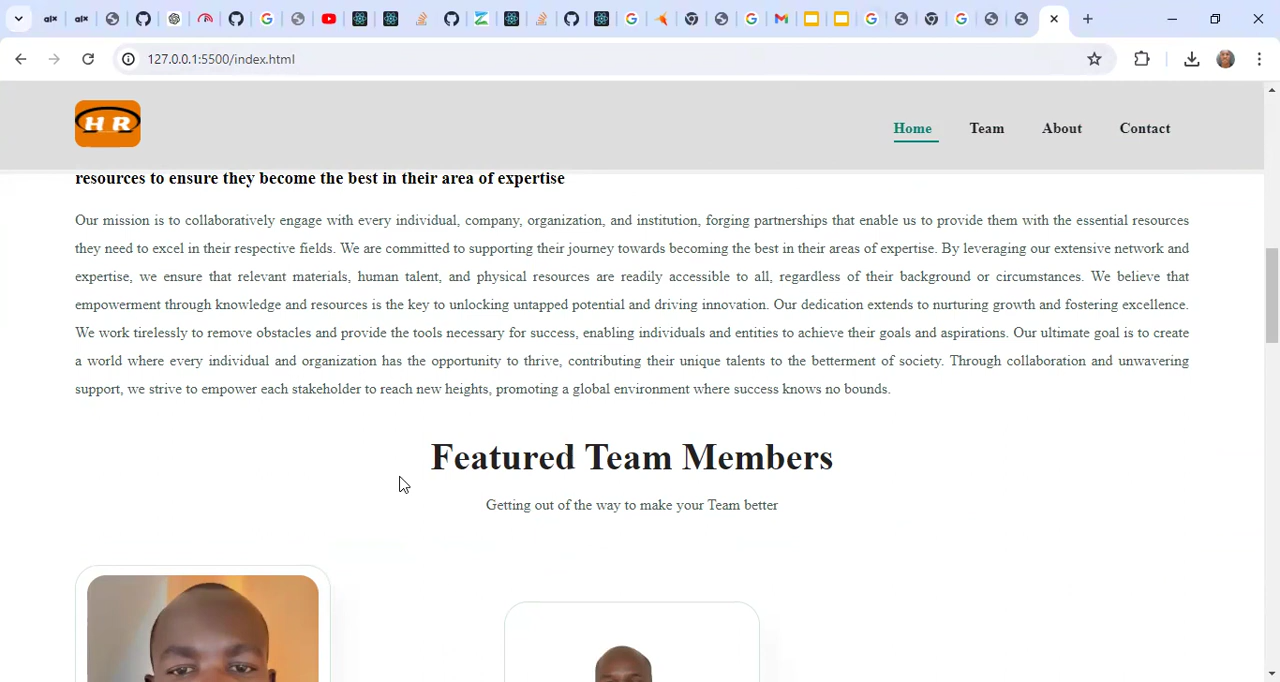 127.0.0.1:5500/index.html
H R
Home Team About Contact
resources to ensure they become the best in their area of expertise
Our mission is to collaboratively engage with every individual, company, organization, and institution, forging partnerships that enable us to provide them with the essential resources
they need to excel in their respective fields. We are committed to supporting their journey towards becoming the best in their areas of expertise. By leveraging our extensive network and
expertise, we ensure that relevant materials, human talent, and physical resources are readily accessible to all, regardless of their background or circumstances. We believe that
empowerment through knowledge and resources is the key to unlocking untapped potential and driving innovation. Our dedication extends to nurturing growth and fostering excellence.
We work tirelessly to remove obstacles and provide the tools necessary for success, enabling individuals and entities to achieve their goals and aspirations. Our ultimate goal is to create
a world where every individual and organization has the opportunity to thrive, contributing their unique talents to the betterment of society. Through collaboration and unwavering
support, we strive to empower each stakeholder to reach new heights, promoting a global environment where success knows no bounds.
Featured Team Members
Getting out of the way to make your Team better